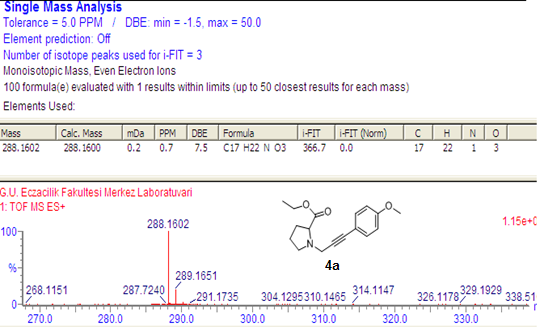 Single Mass Analysis
Tolerance = 5.0 PPM / DBE: min = -1.5, max = 50.0
Element prediction: Off
Number of isotope peaks used for i-FIT = 3
Monoisotopic Mass, Even Electron Ions
100 formula(e) evaluated with 1 results within limits (up to 50 closest results for each mass)
Elements Used:
Mass Calc. Mass mDa PPM DBE Formula i-FIT i-FIT (Norm) C H N O
288.1602 288.1600 0.2 0.7 7.5 C17 H22 N O3 366.7 0.0 17 22 1 3
G.U. Eczacilik Fakultesi Merkez Laboratuvari
1: TOF MS ES+
1.15e+
288.1602
100
%
0
O O N O
4a
268.1151 287.7240 289.1651 291.1735 304.1295 310.1465 314.1147 326.1178 329.1929 338.51
270.0 280.0 290.0 300.0 310.0 320.0 330.0